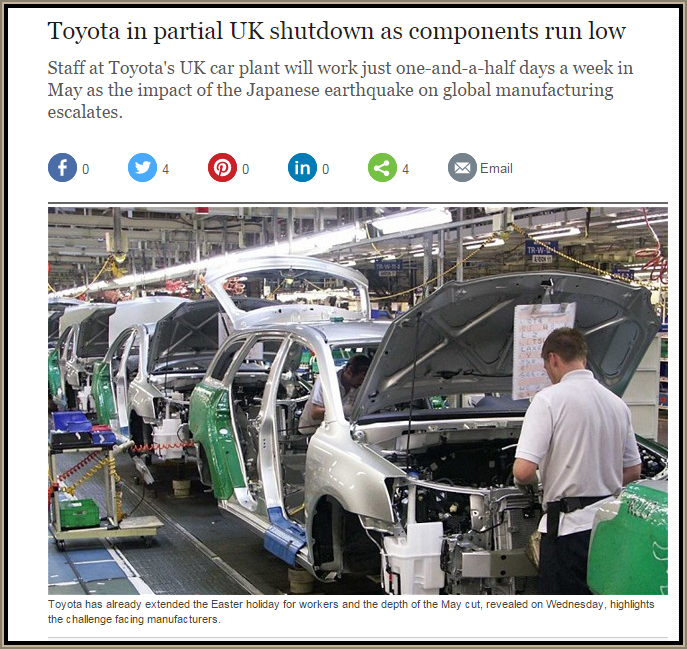 Toyota in partial UK shutdown as components run low
Staff at Toyota's UK car plant will work just one-and-a-half days a week in
May as the impact of the Japanese earthquake on global manufacturing
escalates.
0 4 0 in 0 4 Email
TR-W-1
Toyota has already extended the Easter holiday for workers and the depth of the May cut, revealed on Wednesday, highlights
the challenge facing manufacturers.